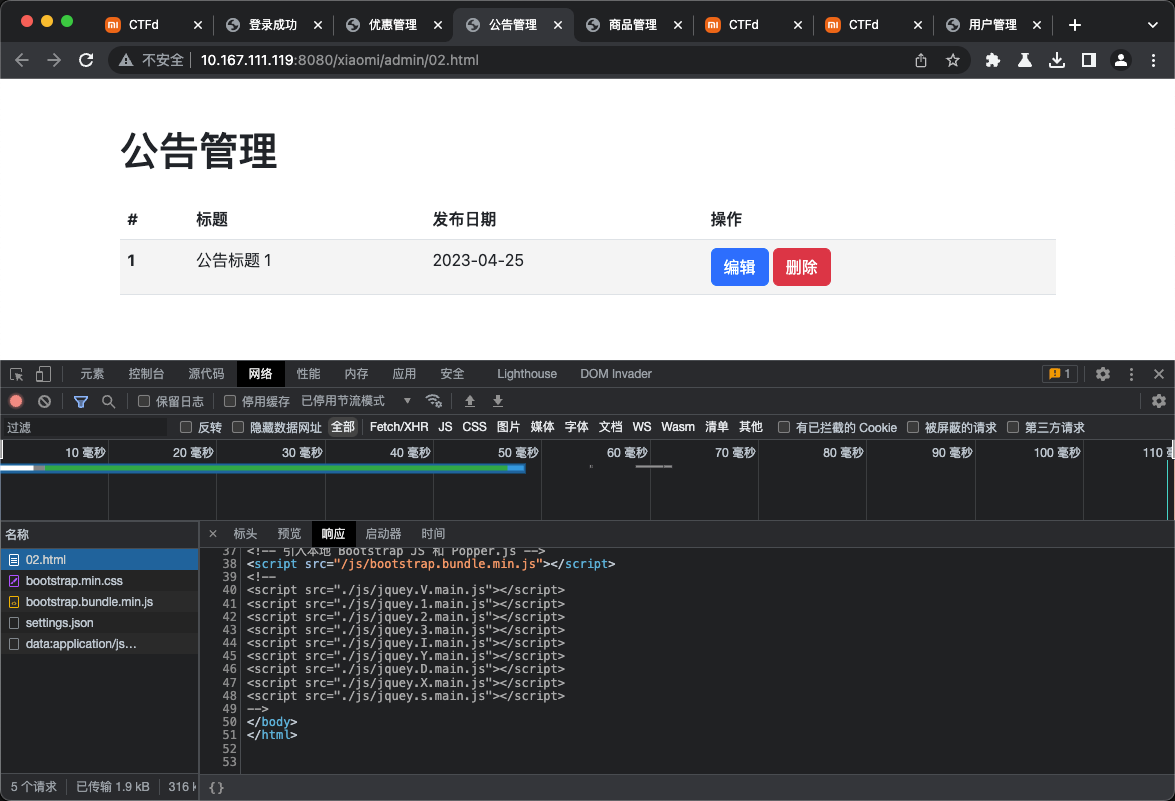 CTFd
登录成功
优惠管理
公告管理
商品管理
CTFd
CTFd
用户管理
不安全
10.167.111.119:8080/xiaomi/admin/02.html
公告管理
# 标题 发布日期 操作
1 公告标题 1 2023-04-25 编辑 删除
元素 控制台 源代码 网络 性能 内存 应用 安全 Lighthouse DOM Invader 1
保留日志 停用缓存 已停用节流模式
过滤 反转 隐藏数据网址 全部 Fetch/XHR JS CSS 图片 媒体 字体 文档 WS Wasm 清单 其他 有已拦截的 Cookie 被屏蔽的请求 第三方请求
10 毫秒 20 毫秒 30 毫秒 40 毫秒 50 毫秒 60 毫秒 70 毫秒 80 毫秒 90 毫秒 100 毫秒 110
名称
02.html
bootstrap.min.css
bootstrap.bundle.min.js
settings.json
data:application/js…
5 个请求 已传输 1.9 kB 316
标头 预览 响应 启动器 时间
37 <!-- 引入本地 Bootstrap JS 和 Popper.js -->
38 <script src="/js/bootstrap.bundle.min.js"></script>
39 <!--
40 <script src="./js/jquey.V.main.js"></script>
41 <script src="./js/jquey.1.main.js"></script>
42 <script src="./js/jquey.2.main.js"></script>
43 <script src="./js/jquey.3.main.js"></script>
44 <script src="./js/jquey.I.main.js"></script>
45 <script src="./js/jquey.Y.main.js"></script>
46 <script src="./js/jquey.D.main.js"></script>
47 <script src="./js/jquey.X.main.js"></script>
48 <script src="./js/jquey.s.main.js"></script>
49 -->
50 </body>
51 </html>
52
53
{}